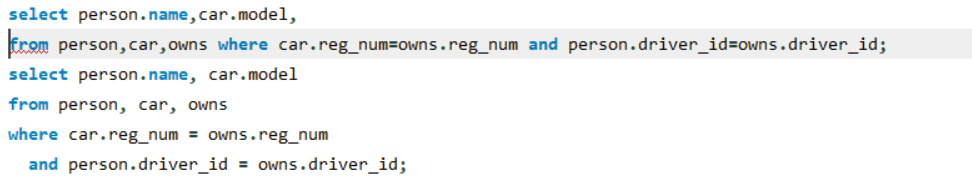 select person.name,car.model,
from person,car,owns where car.reg_num=owns.reg_num and person.driver_id=owns.driver_id;
select person.name, car.model
from person, car, owns
where car.reg_num = owns.reg_num
  and person.driver_id = owns.driver_id;